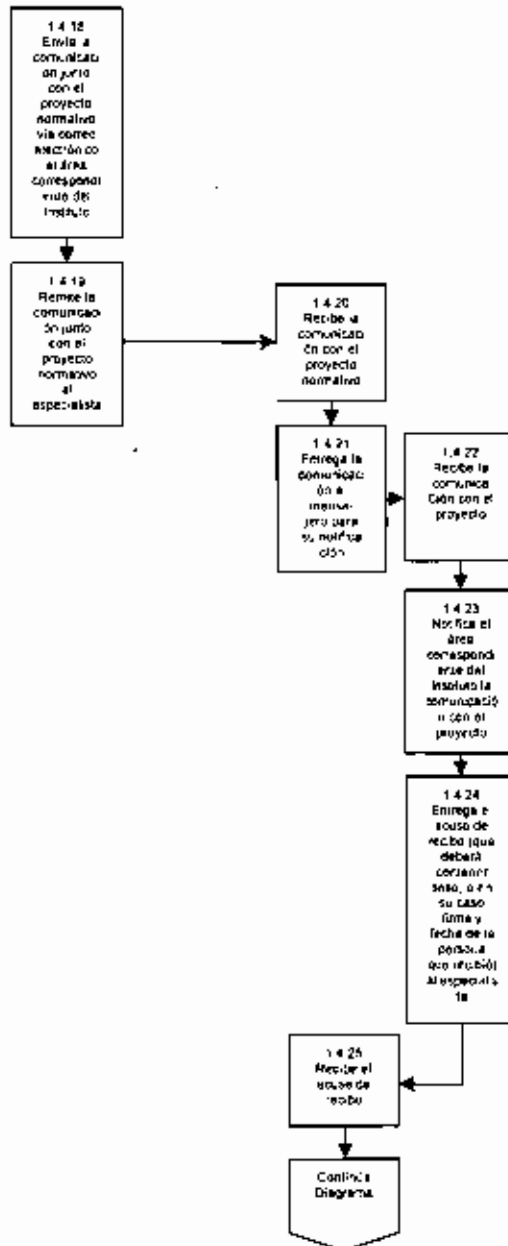 1.4.18
Envía la
comunicaci
ón junto
con el
proyecto
normativo
vía correo
electrónico
al área
correspondi
ente del
Instituto
1.4.19
Remite la
comunicaci
ón junto
con el
proyecto
normativo
al
especialista
1.4.20
Recibe la
comunicaci
ón con el
proyecto
normativo
1.4.21
Entrega la
comunicac
ón a
mensa-
jero para
su notifica
ción
1.4.22
Recibe la
comunica
Ción con el
proyecto
1.4.23
Notifica el
área
correspondi
ente del
Instituto la
comunicació
n con el
proyecto
1.4.24
Entrega e
acuse de
recibo (que
deberá
contener
sello, o en
su caso
firma y
fecha de la
persona
que recibió)
Al especialis
ta
1.4.25
Recibe el
acuse de
recibo
Continúa
Diagrama